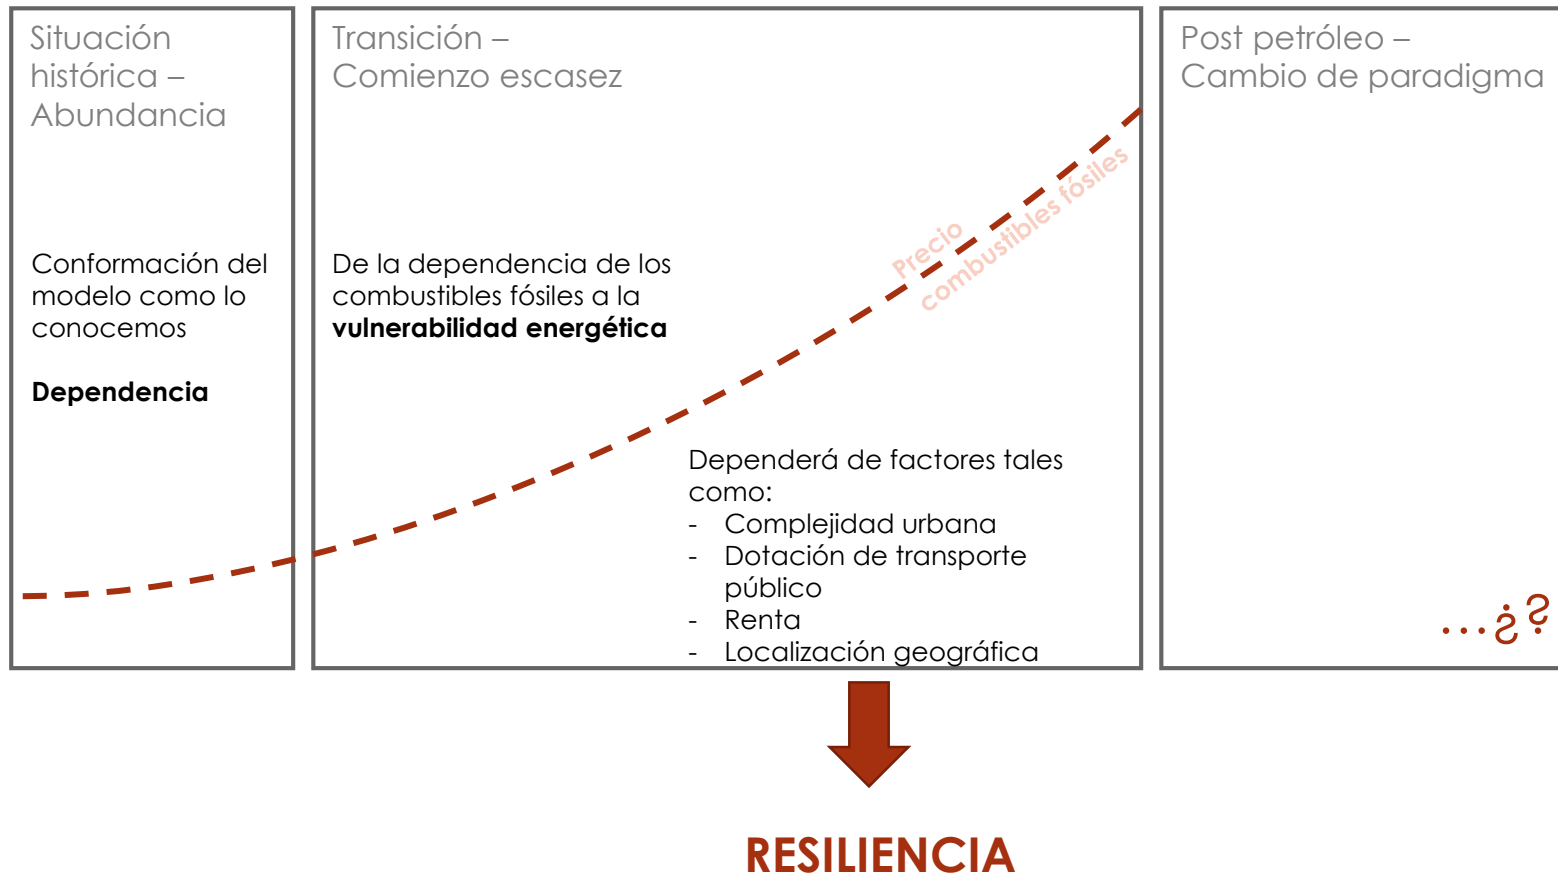 Situación
histórica –
Abundancia
Conformación del
modelo como lo
conocemos
Dependencia
Transición –
Comienzo escasez
De la dependencia de los
combustibles fósiles a la
vulnerabilidad energética
Precio
combustibles fósiles
Dependerá de factores tales
como:
- Complejidad urbana
- Dotación de transporte
público
- Renta
- Localización geográfica
Post petróleo –
Cambio de paradigma
...¿?
RESILIENCIA